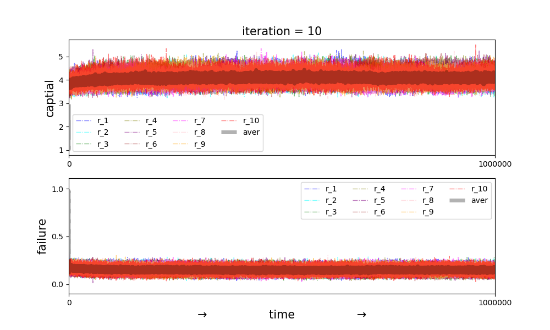 iteration = 10
captial
5
4
3
2
1
r_1 r_4 r_7 r_10
r_2 r_5 r_8 aver
r_3 r_6 r_9
0 1000000
failure
1.0
0.5
0.0
r_1 r_4 r_7 r_10
r_2 r_5 r_8 aver
r_3 r_6 r_9
0 1000000
→ time →